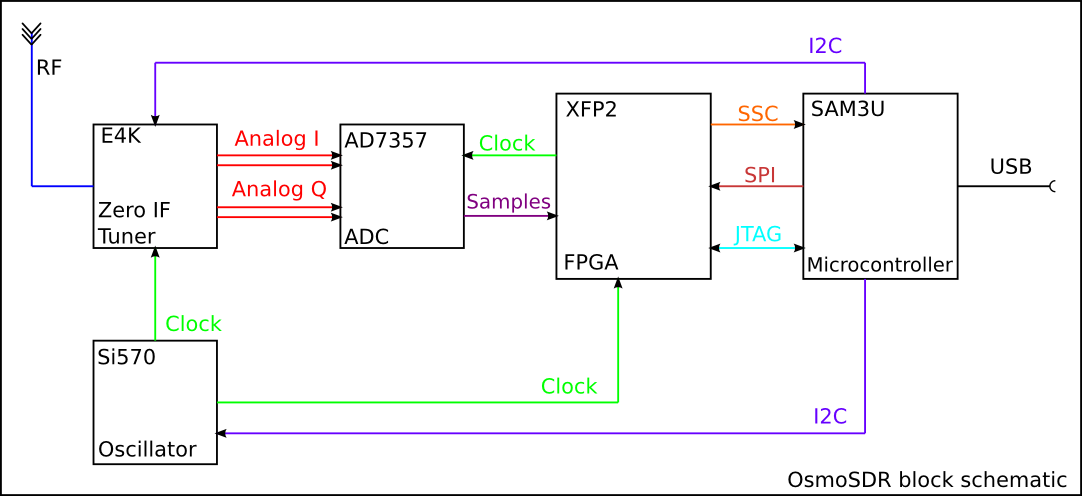 I2C
RF
E4K
Zero IF
Tuner
Analog I
Analog Q
AD7357
ADC
Clock
Samples
XFP2
FPGA
SSC
SPI
JTAG
SAM3U
Microcontroller
USB
Clock
Si570
Oscillator
Clock
I2C
OsmoSDR block schematic